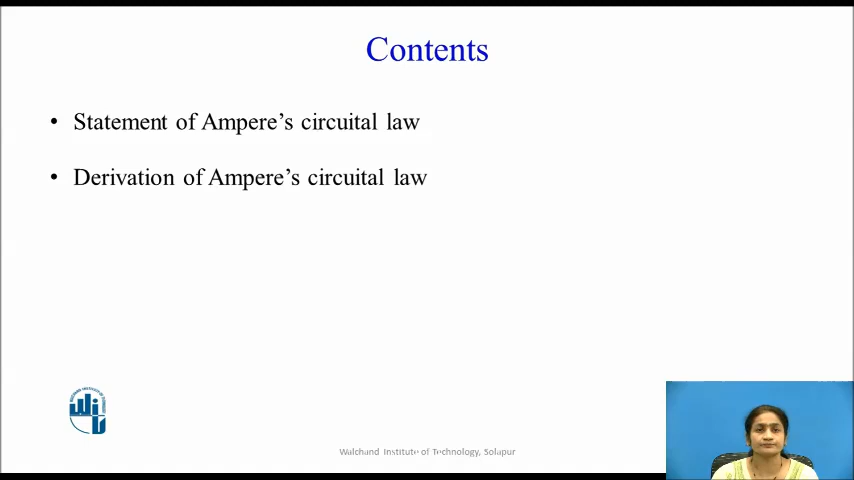 Contents
• Statement of Ampere's circuital law
• Derivation of Ampere's circuital law
Walchand Institute of Technology, Solapur